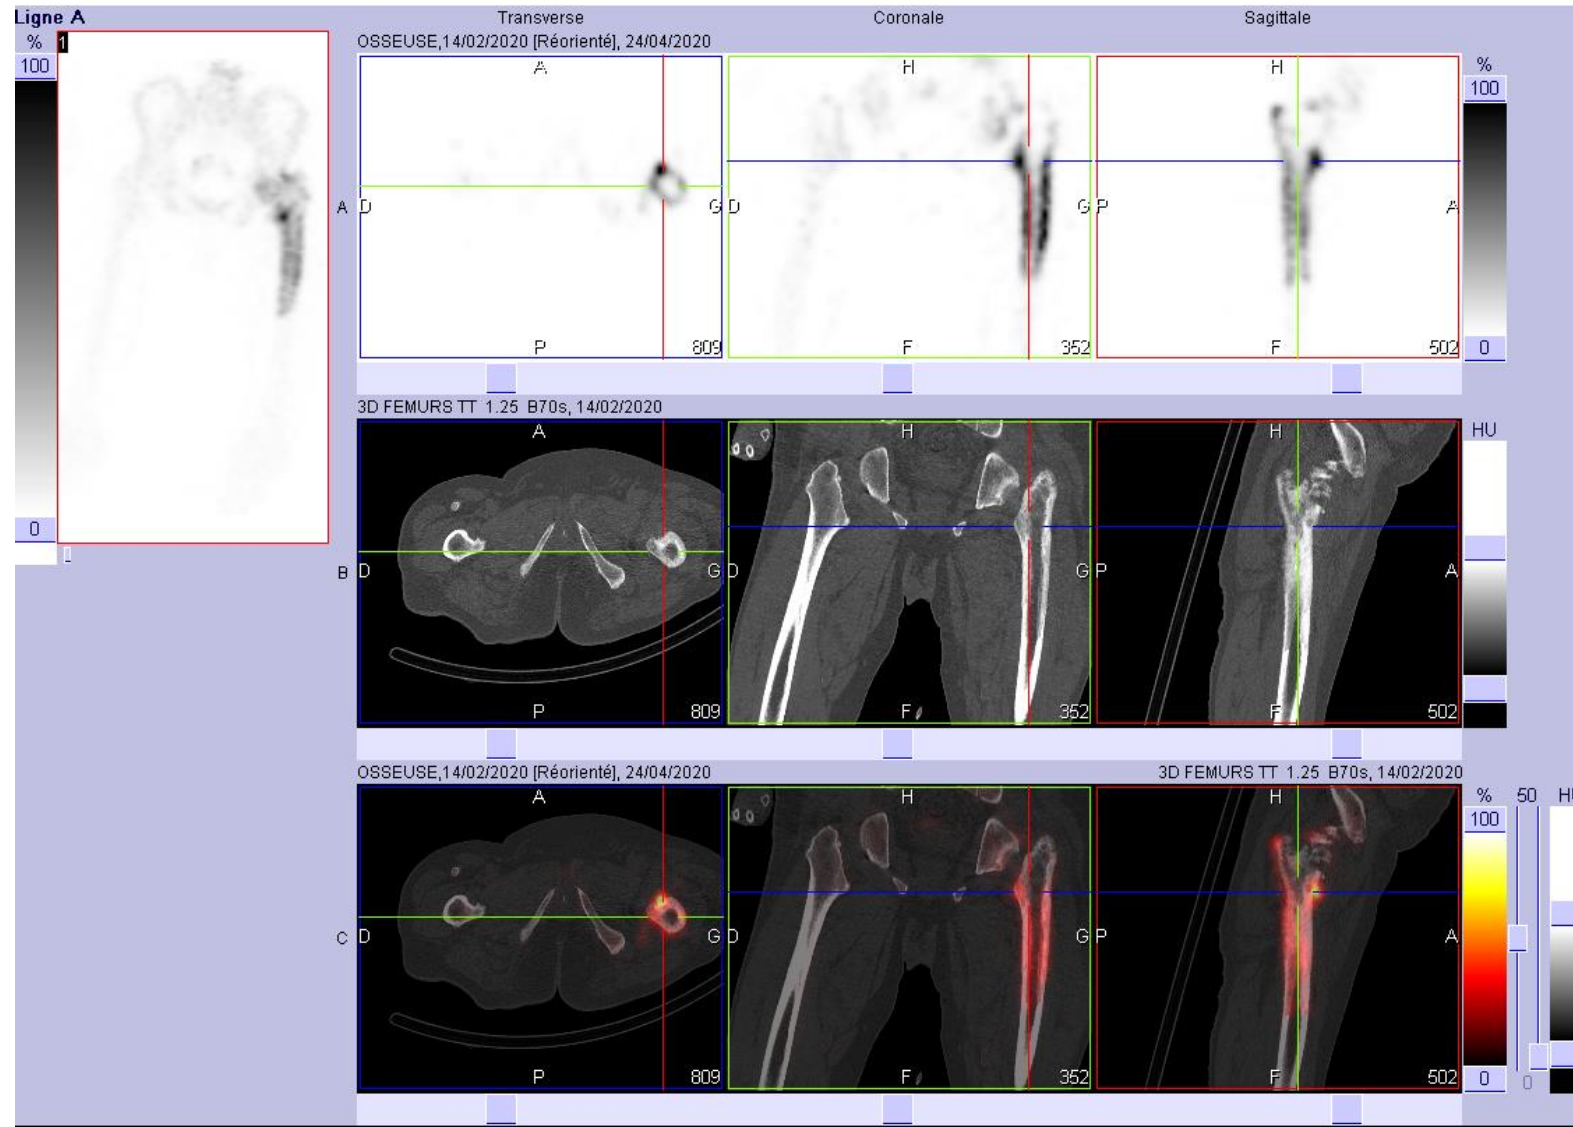 Ligne A
Transverse Coronale Sagittale
% 1 OSSEUSE,14/02/2020 [Réorienté], 24/04/2020 %
100 A H H 100
A D G D G P A
0 P 809 F 352 F 502 0
1
3D FEMURS TT 1.25 B70s, 14/02/2020
A H H HU
B D G D G P A
P 809 F 352 F 502
OSSEUSE,14/02/2020 [Réorienté], 24/04/2020 3D FEMURS TT 1.25 B70s, 14/02/2020
A H H % 50 HU
100
C D G D G P A
P 809 F 352 F 502 0 0